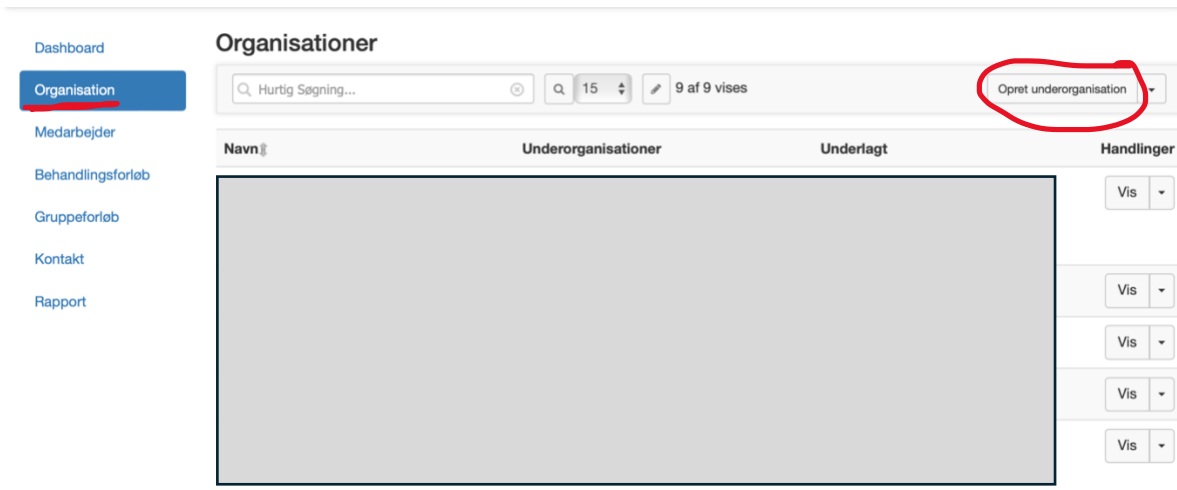 Organisationer
Dashboard
Organisation
Medarbejder
Behandlingsforløb
Gruppeforløb
Kontakt
Rapport
Hurtig Søgning...
15
9 af 9 vises
Opret underorganisation
Navn Underorganisationer Underlagt Handlinger
Vis
Vis
Vis
Vis
Vis